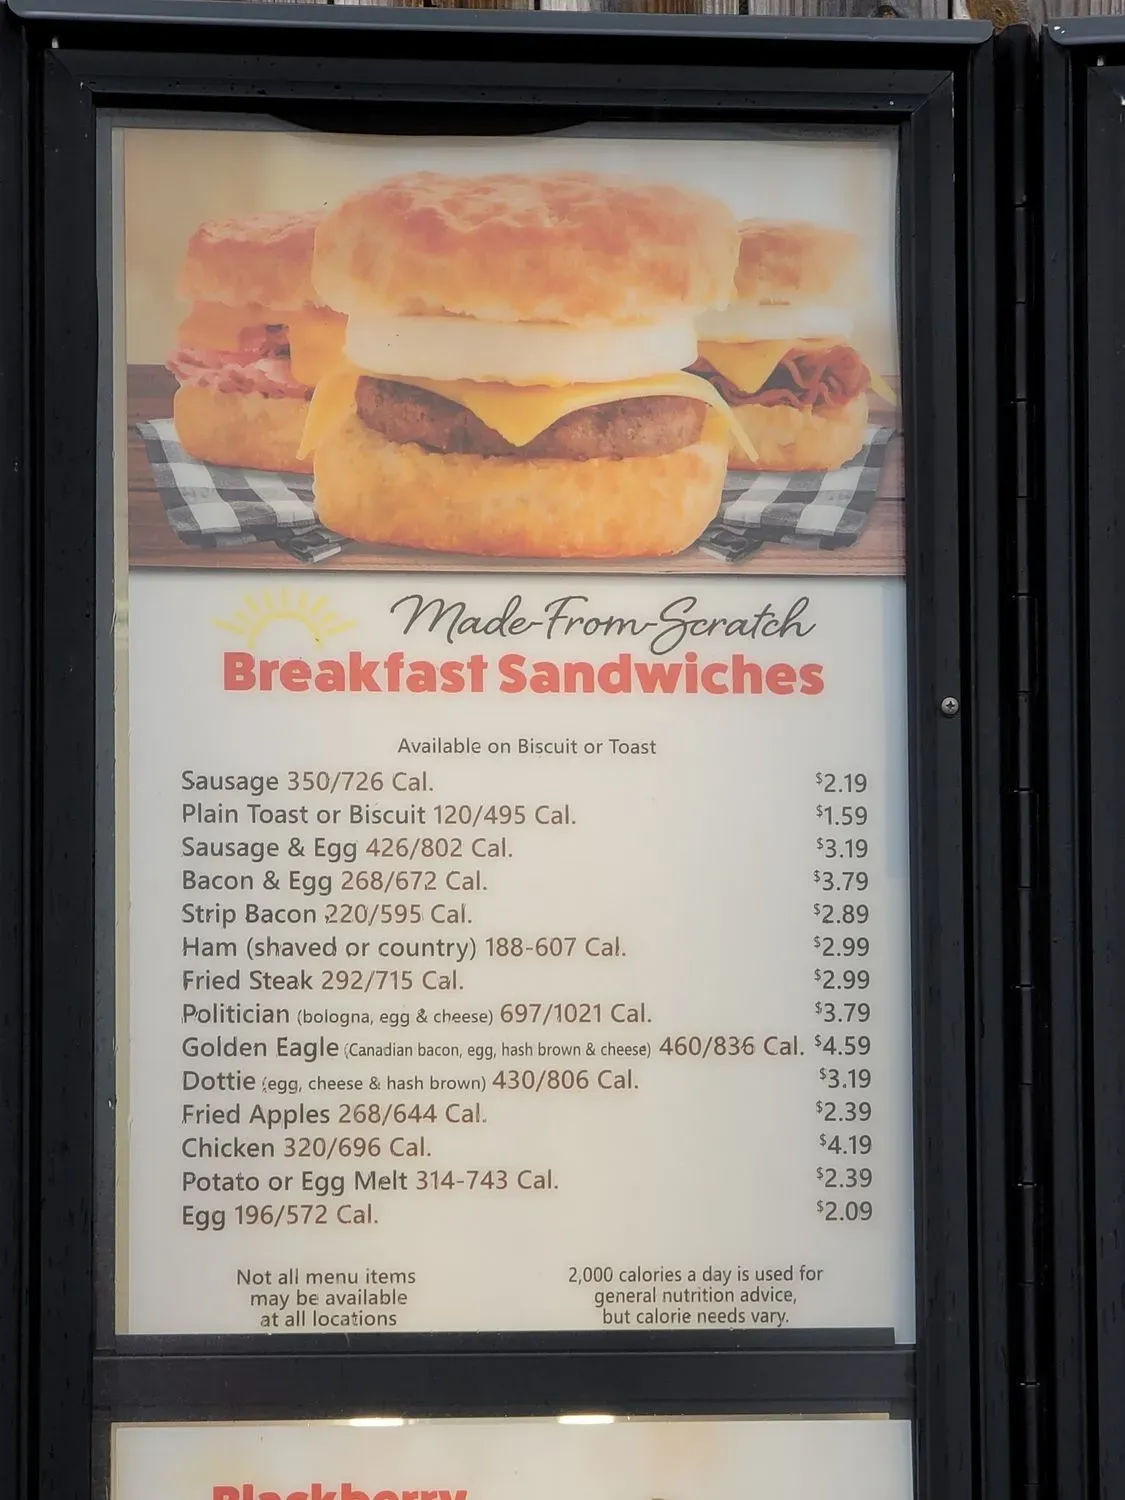 Made-From-Scratch
Breakfast Sandwiches
Available on Biscuit or Toast
Sausage 350/726 Cal. $2.19
Plain Toast or Biscuit 120/495 Cal. $1.59
Sausage & Egg 426/802 Cal. $3.19
Bacon & Egg 268/672 Cal. $3.79
Strip Bacon 220/595 Cal. $2.89
Ham (shaved or country) 188-607 Cal. $2.99
Fried Steak 292/715 Cal. $2.99
Politician (bologna, egg & cheese) 697/1021 Cal. $3.79
Golden Eagle (Canadian bacon, egg, hash brown & cheese) 460/836 Cal. $4.59
Dottie (egg, cheese & hash brown) 430/806 Cal. $3.19
Fried Apples 268/644 Cal. $2.39
Chicken 320/696 Cal. $4.19
Potato or Egg Melt 314-743 Cal. $2.39
Egg 196/572 Cal. $2.09
Not all menu items
may be available
at all locations
2,000 calories a day is used for
general nutrition advice,
but calorie needs vary.
Blackberry